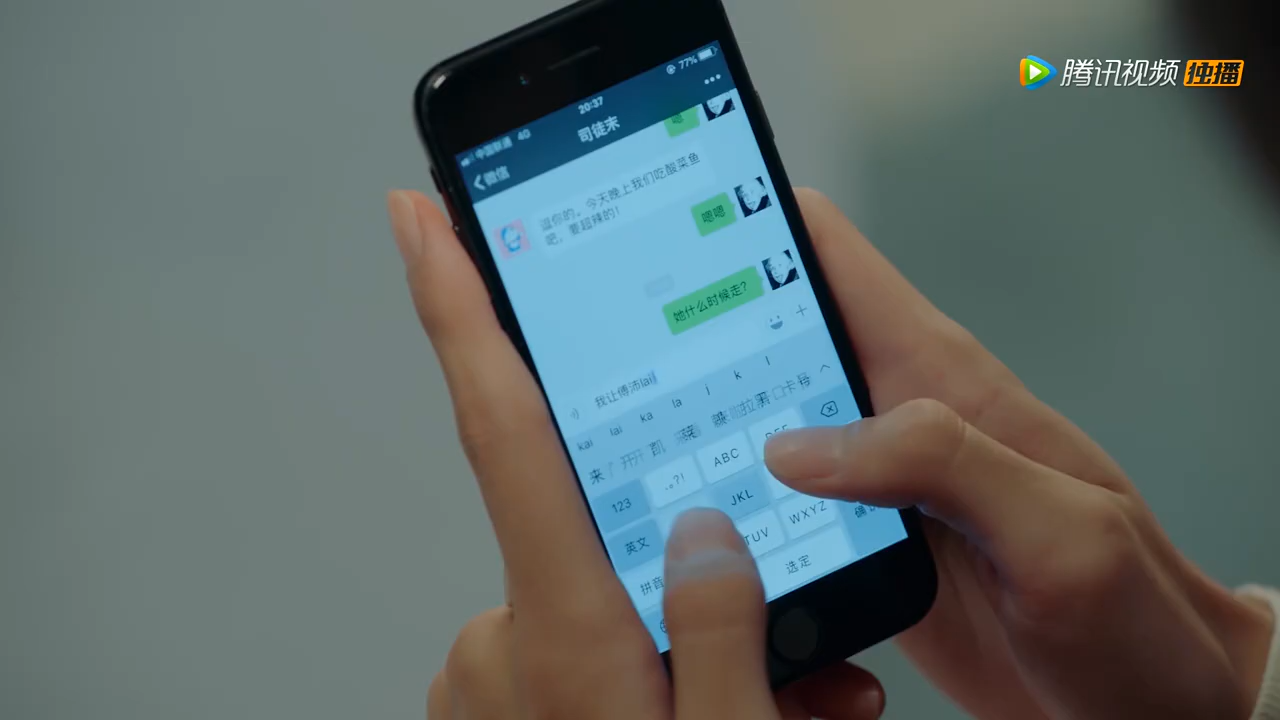 腾讯视频 独播
中国联通 4G
20:37
77%
微信
司徒末
嗯
逗你的。今天晚上我们吃酸菜鱼
吧，要超辣的！
嗯嗯
她什么时候走？
我让傅沛lai
kai lai ka la j k l
来 开 凯
123
.,?!
ABC
DEF
英文
JKL
TUV
WXYZ
拼音
选定